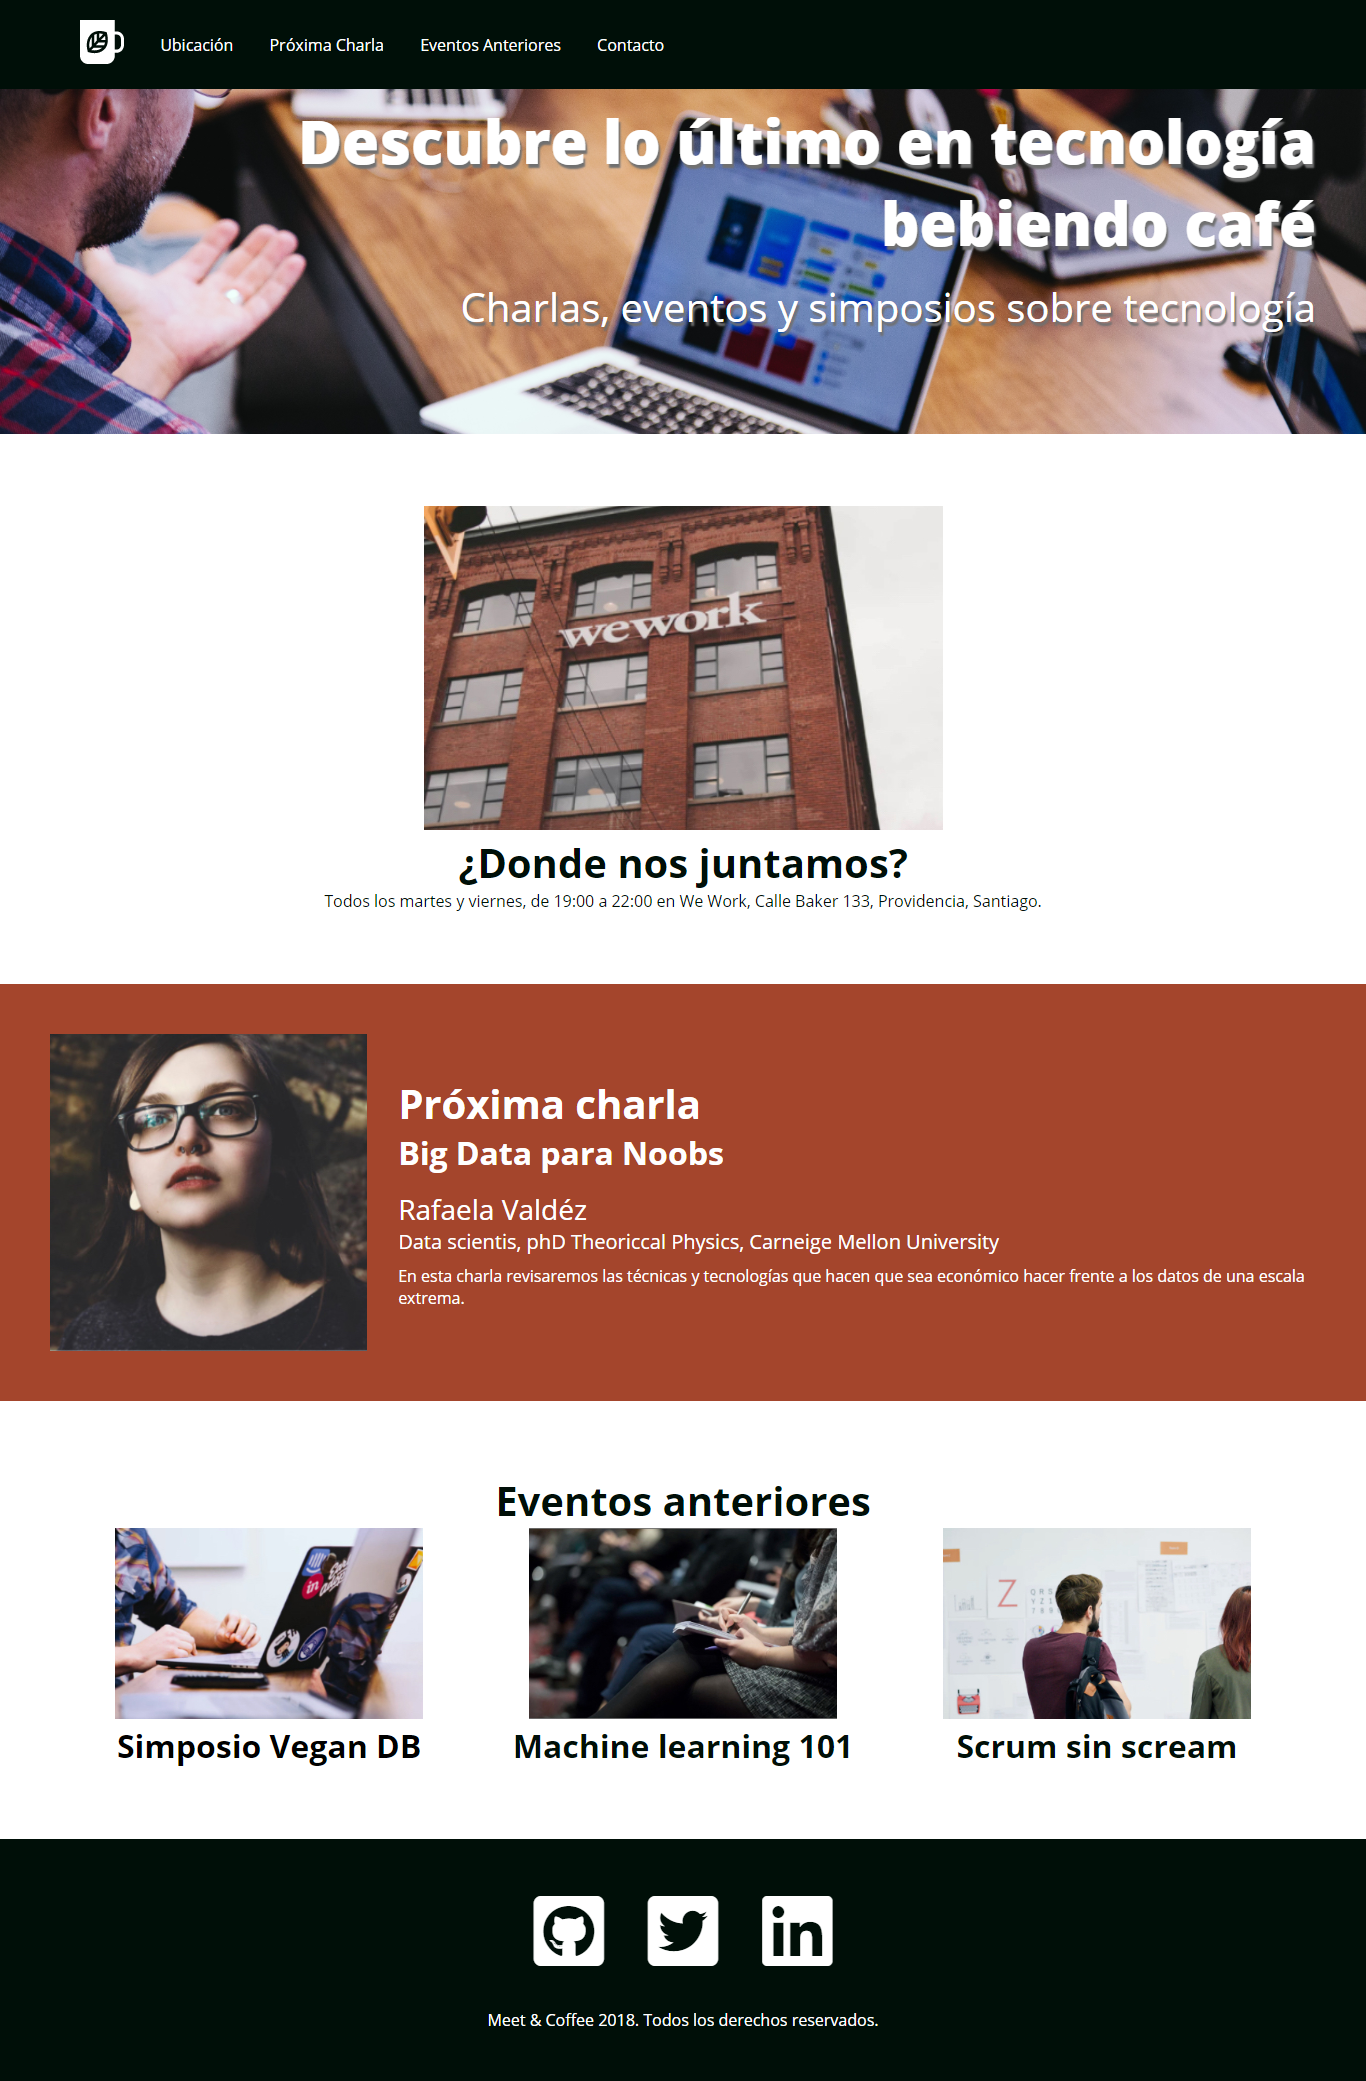 Ubicación Próxima Charla Eventos Anteriores Contacto
Descubre lo último en tecnología
bebiendo café
Charlas, eventos y simposios sobre tecnología
wework
¿Donde nos juntamos?
Todos los martes y viernes, de 19:00 a 22:00 en We Work, Calle Baker 133, Providencia, Santiago.
Próxima charla
Big Data para Noobs
Rafaela Valdéz
Data scientis, phD Theoriccal Physics, Carneige Mellon University
En esta charla revisaremos las técnicas y tecnologías que hacen que sea económico hacer frente a los datos de una escala
extrema.
Eventos anteriores
in
Z
Simposio Vegan DB Machine learning 101 Scrum sin scream
in
Meet & Coffee 2018. Todos los derechos reservados.